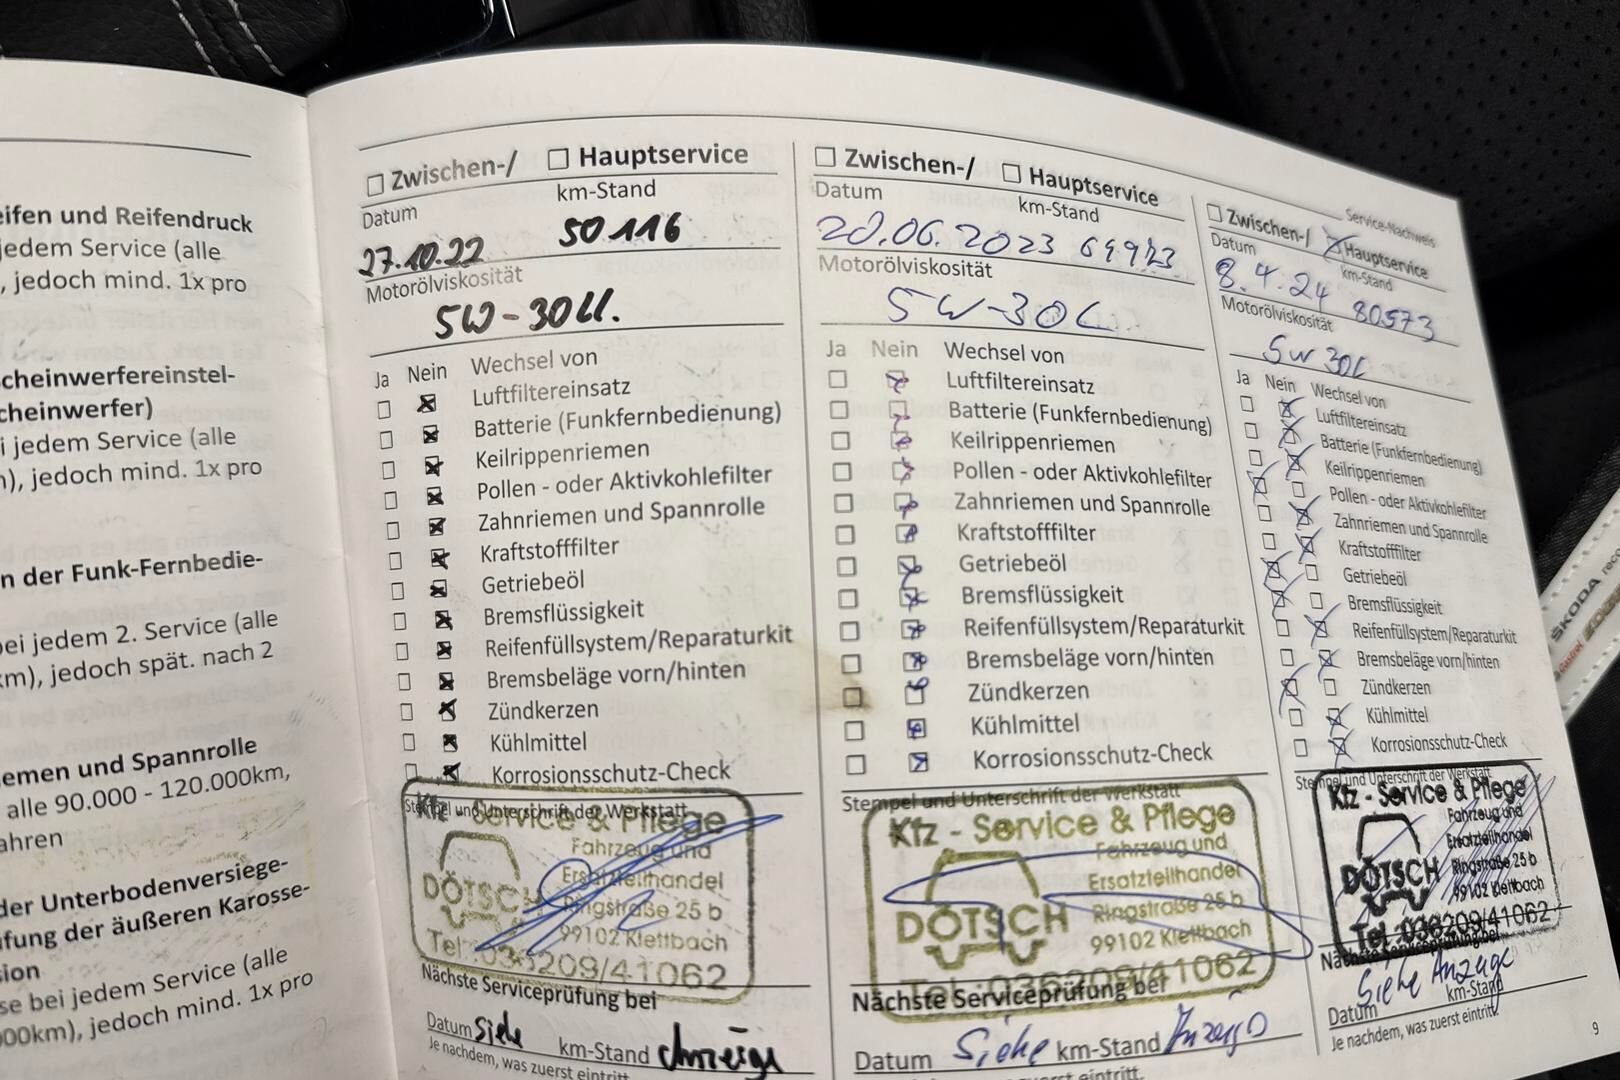 eifen und Reifendruck
jedem Service (alle
, jedoch mind. 1x pro
cheinwerfereinstel-
cheinwerfer)
i jedem Service (alle
), jedoch mind. 1x pro
n der Funk-Fernbedie-
ei jedem 2. Service (alle
km), jedoch spät. nach 2
emen und Spannrolle
alle 90.000 - 120.000km,
ahren
der Unterbodenversiege-
ifung der äußeren Karosse-
ion
se bei jedem Service (alle
000km), jedoch mind. 1x pro
Zwischen-/ Hauptservice
Datum km-Stand
27.10.22 50116
Motorölviskosität
5W-30LL.
Ja Nein Wechsel von
Luftfiltereinsatz
Batterie (Funkfernbedienung)
Keilrippenriemen
Pollen - oder Aktivkohlefilter
Zahnriemen und Spannrolle
Kraftstofffilter
Getriebeöl
Bremsflüssigkeit
Reifenfüllsystem/Reparaturkit
Bremsbeläge vorn/hinten
Zündkerzen
Kühlmittel
Korrosionsschutz-Check
Stempel und Unterschrift der Werkstatt
Kfz - Service & Pflege
Fahrzeug und
Ersatzteilhandel
DÖTSCH Ringstraße 25 b
99102 Klettbach
Tel.:036209/41062
Nächste Serviceprüfung bei
Datum Siehe km-Stand Anzeige
Je nachdem, was zuerst eintritt.
Zwischen-/ Hauptservice
Datum km-Stand
20.06.2023 69923
Motorölviskosität
5W-30L
Ja Nein Wechsel von
Luftfiltereinsatz
Batterie (Funkfernbedienung)
Keilrippenriemen
Pollen - oder Aktivkohlefilter
Zahnriemen und Spannrolle
Kraftstofffilter
Getriebeöl
Bremsflüssigkeit
Reifenfüllsystem/Reparaturkit
Bremsbeläge vorn/hinten
Zündkerzen
Kühlmittel
Korrosionsschutz-Check
Stempel und Unterschrift der Werkstatt
Kfz - Service & Pflege
Fahrzeug und
Ersatzteilhandel
DÖTSCH Ringstraße 25 b
99102 Klettbach
Tel.:036209/41062
Nächste Serviceprüfung bei
Datum Siehe km-Stand Anzeige
eintritt.
Service-Nachweis
Zwischen-/ Hauptservice
Datum km-Stand
8.4.24 80573
Motorölviskosität
5W 30L
Ja Nein Wechsel von
Luftfiltereinsatz
Batterie (Funkfernbedienung)
Keilrippenriemen
Pollen - oder Aktivkohlefilter
Zahnriemen und Spannrolle
Kraftstofffilter
Getriebeöl
Bremsflüssigkeit
Reifenfüllsystem/Reparaturkit
Bremsbeläge vorn/hinten
Zündkerzen
Kühlmittel
Korrosionsschutz-Check
Stempel und Unterschrift der Werkstatt
Kfz - Service & Pflege
Fahrzeug und
Ersatzteilhandel
DÖTSCH Ringstraße 25 b
99102 Klettbach
Tel.:036209/41062
Nächste Serviceprüfung bei
Siehe Anzeige
Datum km-Stand
Je nachdem, was zuerst eintritt.
9
ŠKODA
Castrol